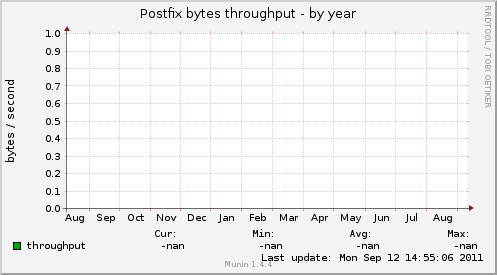 Postfix bytes throughput - by year
RRDTOOL / TOBI OETIKER
bytes / second
1.0
0.9
0.8
0.7
0.6
0.5
0.4
0.3
0.2
0.1
0.0
Aug Sep Oct Nov Dec Jan Feb Mar Apr May Jun Jul Aug
Cur: Min: Avg: Max:
throughput -nan -nan -nan -nan
Last update: Mon Sep 12 14:55:06 2011
Munin 1.4.4